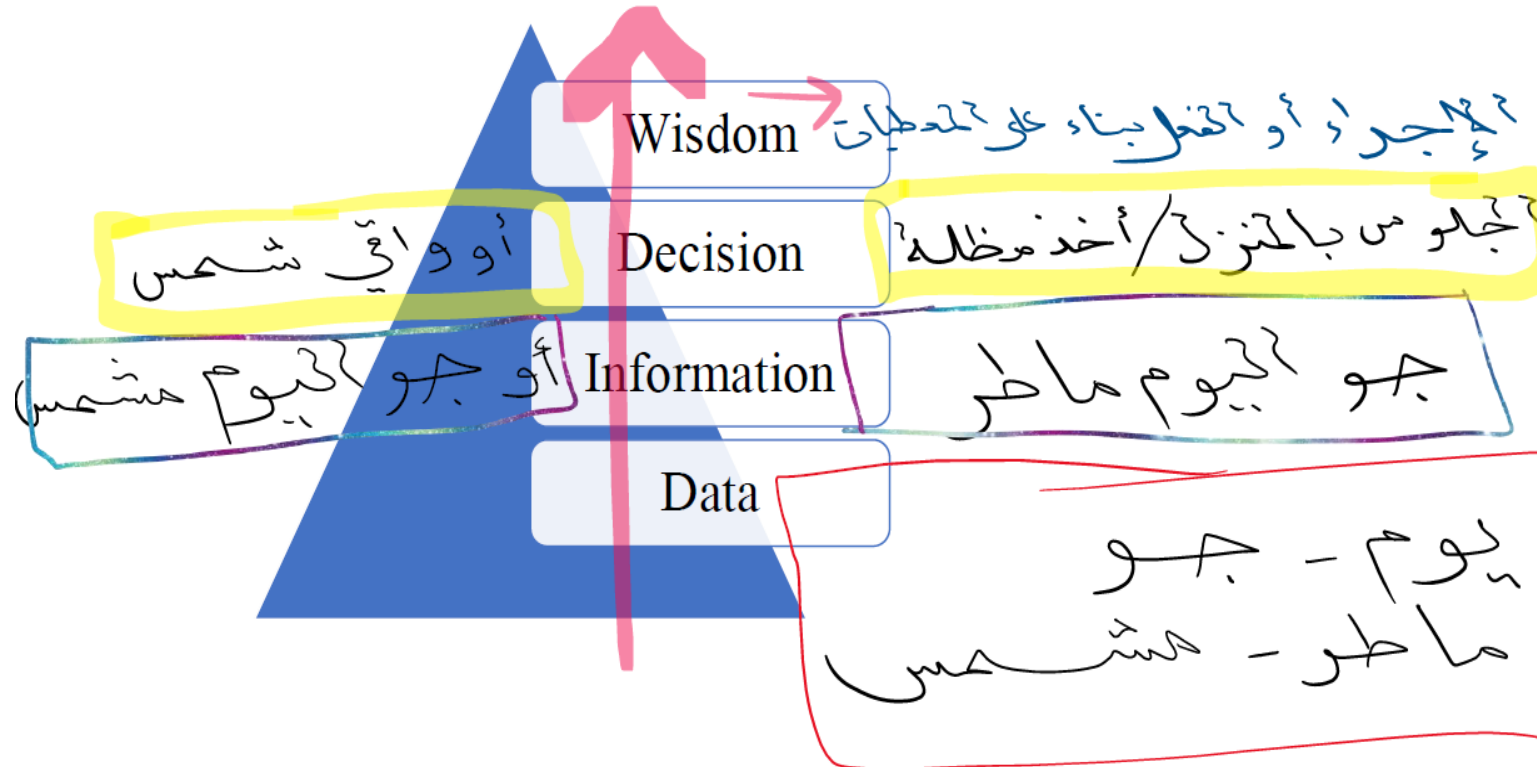 Wisdom
الإجراء أو الفعل بناء على المعطيات
Decision
الجلوس بالمنزل/أخذ مظلة
أو واقي شمس
Information
جو اليوم ماطر
أو جو اليوم مشمس
Data
يوم - جو
ماطر - مشمس